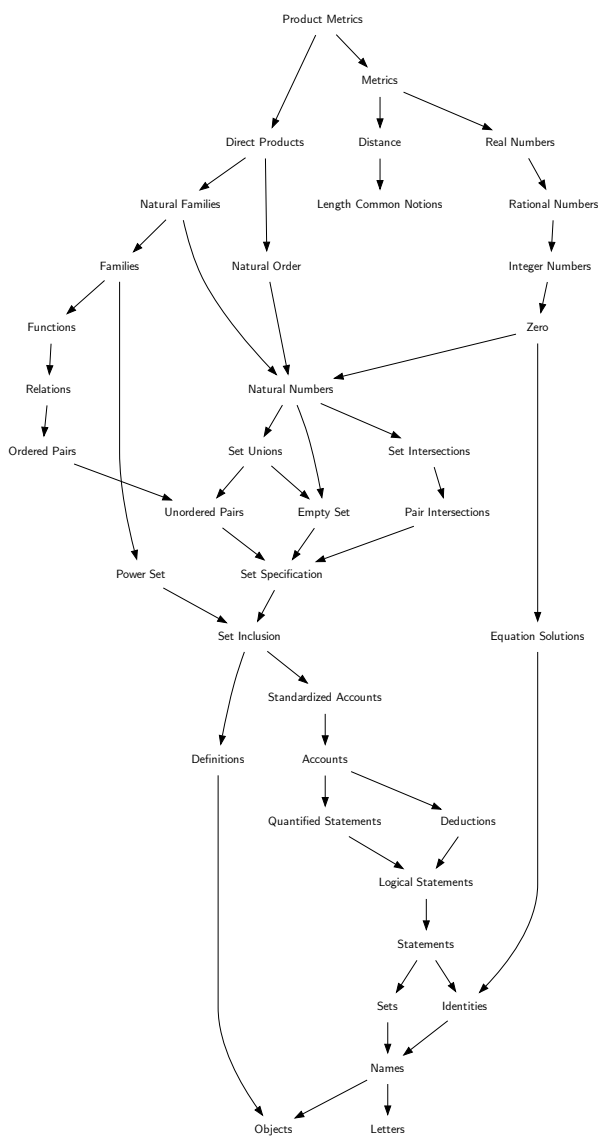 Product Metrics
Metrics
Direct Products
Distance
Real Numbers
Natural Families
Length Common Notions
Rational Numbers
Families
Natural Order
Integer Numbers
Functions
Zero
Relations
Natural Numbers
Ordered Pairs
Set Unions
Set Intersections
Unordered Pairs
Empty Set
Pair Intersections
Power Set
Set Specification
Set Inclusion
Equation Solutions
Standardized Accounts
Definitions
Accounts
Quantified Statements
Deductions
Logical Statements
Statements
Sets
Identities
Names
Objects
Letters